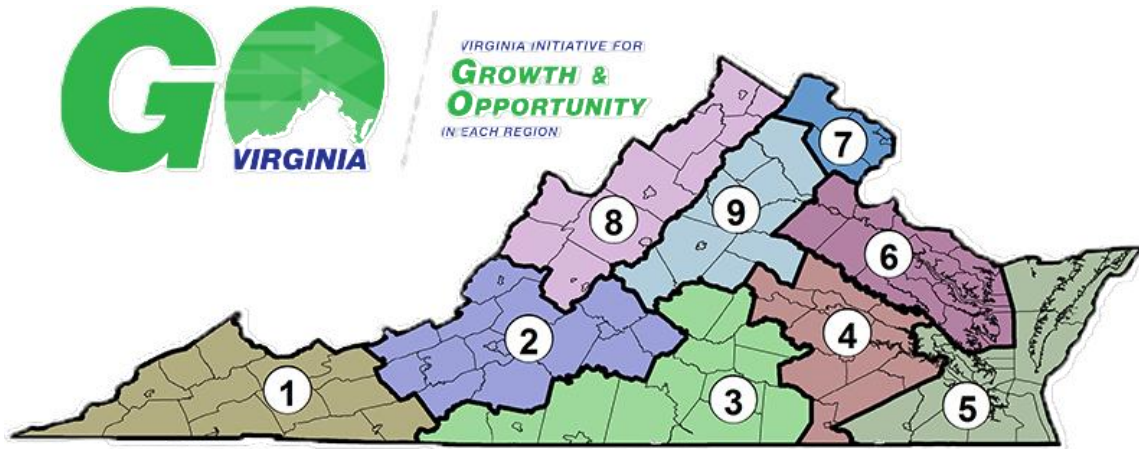 GO
VIRGINIA
VIRGINIA INITIATIVE FOR
GROWTH &
OPPORTUNITY
IN EACH REGION
7
8
9
6
2
4
1
3
5